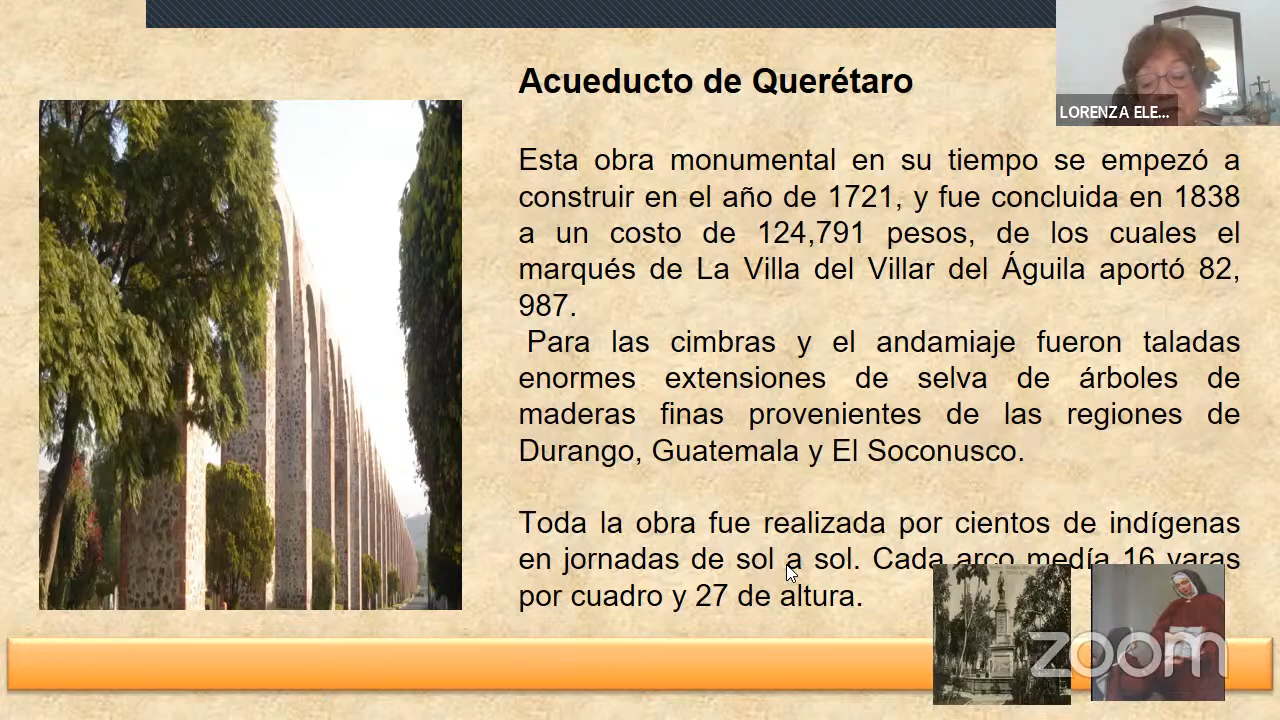 Acueducto de Querétaro
LORENZA ELE...
Esta obra monumental en su tiempo se empezó a
construir en el año de 1721, y fue concluida en 1838
a un costo de 124,791 pesos, de los cuales el
marqués de La Villa del Villar del Águila aportó 82,
987.
Para las cimbras y el andamiaje fueron taladas
enormes extensiones de selva de árboles de
maderas finas provenientes de las regiones de
Durango, Guatemala y El Soconusco.
Toda la obra fue realizada por cientos de indígenas
en jornadas de sol a sol. Cada arco medía 16 varas
por cuadro y 27 de altura.
zoom